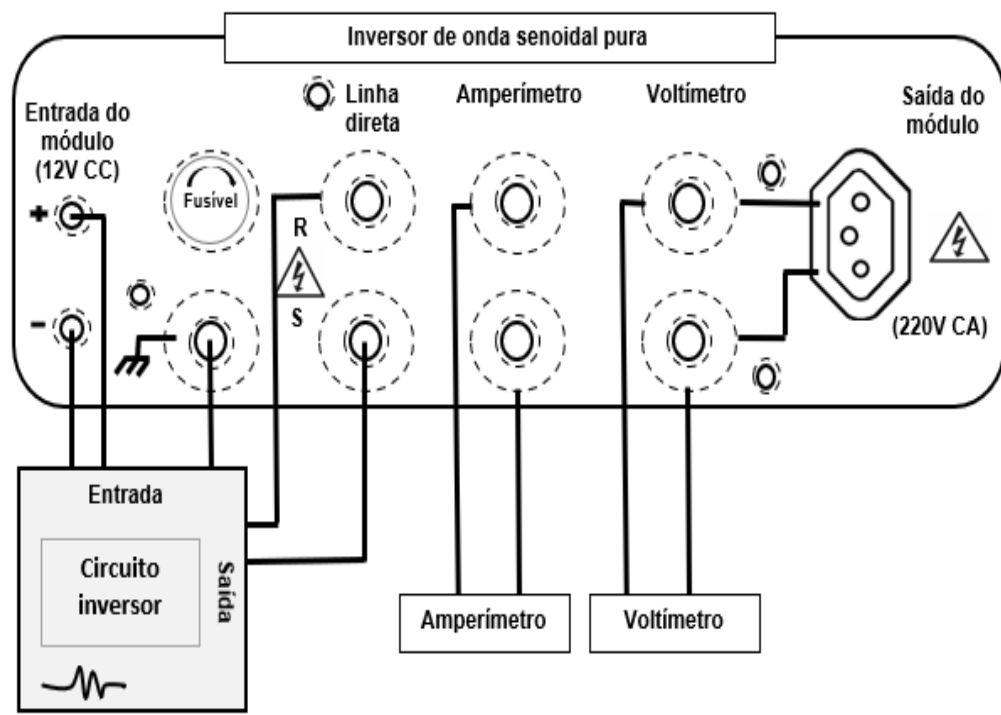 Inversor de onda senoidal pura
Entrada do
módulo
(12V CC)
+
-
Fusível
Linha
direta
R
S
Amperímetro
Voltímetro
Saída do
módulo
(220V CA)
Entrada
Circuito
inversor
Saída
Amperímetro
Voltímetro